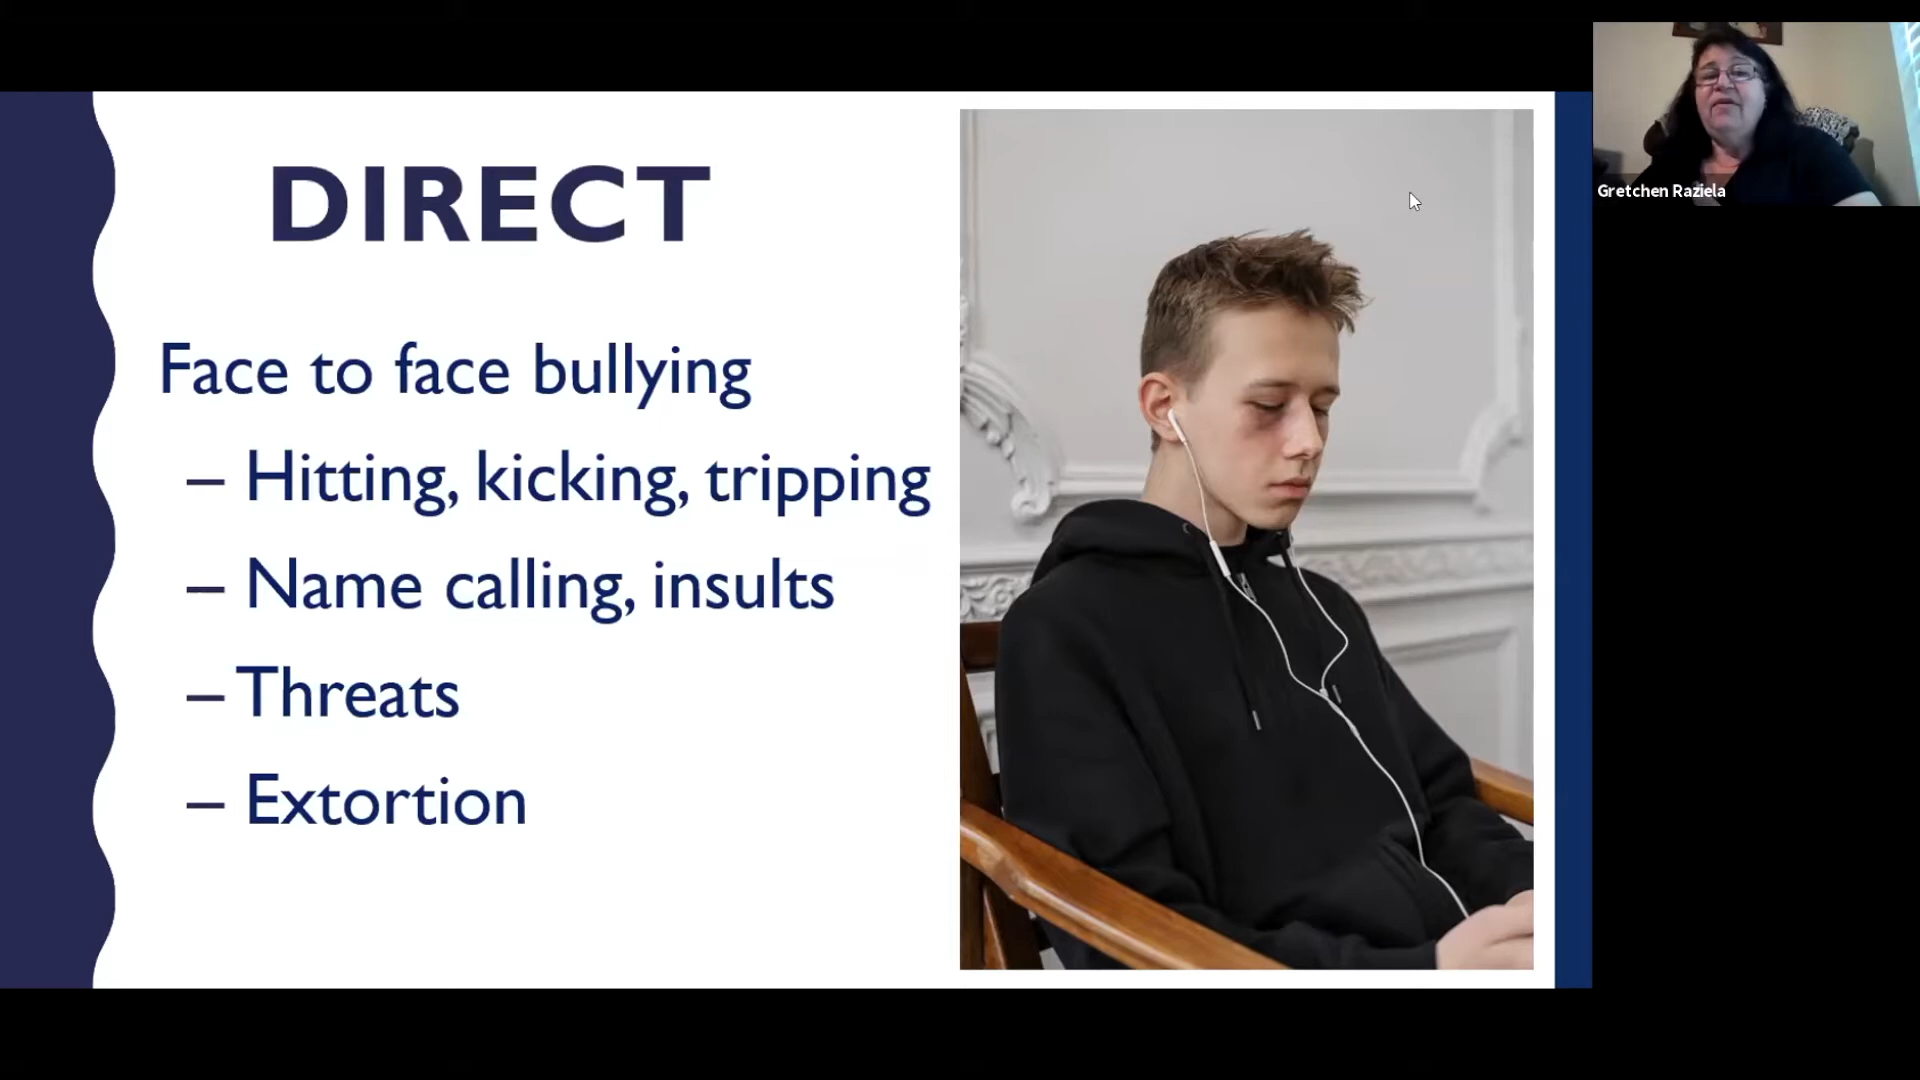 DIRECT
Face to face bullying
– Hitting, kicking, tripping
– Name calling, insults
– Threats
– Extortion
Gretchen Raziela